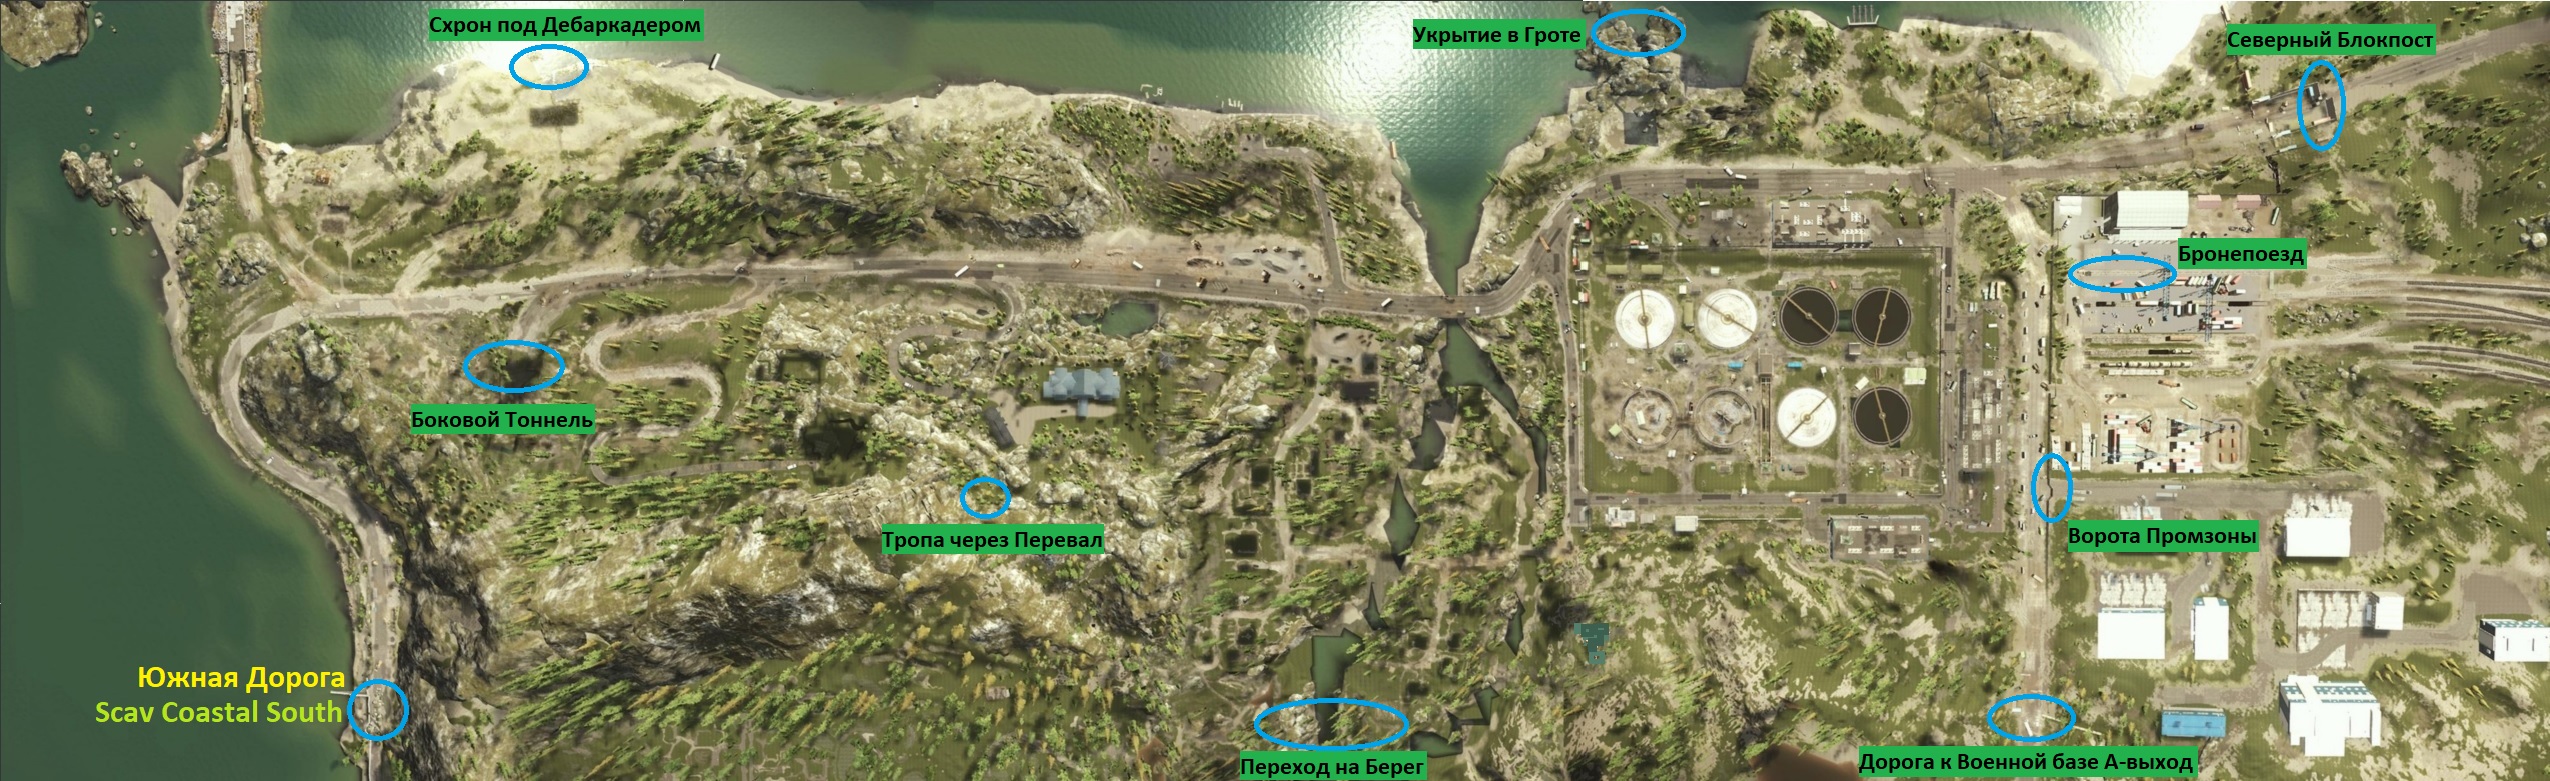 Схрон под Дебаркадером
Укрытие в Гроте
Северный Блокпост
Бронепоезд
Боковой Тоннель
Тропа через Перевал
Ворота Промзоны
Южная Дорога
Scav Coastal South
Переход на Берег
Дорога к Военной базе А-выход